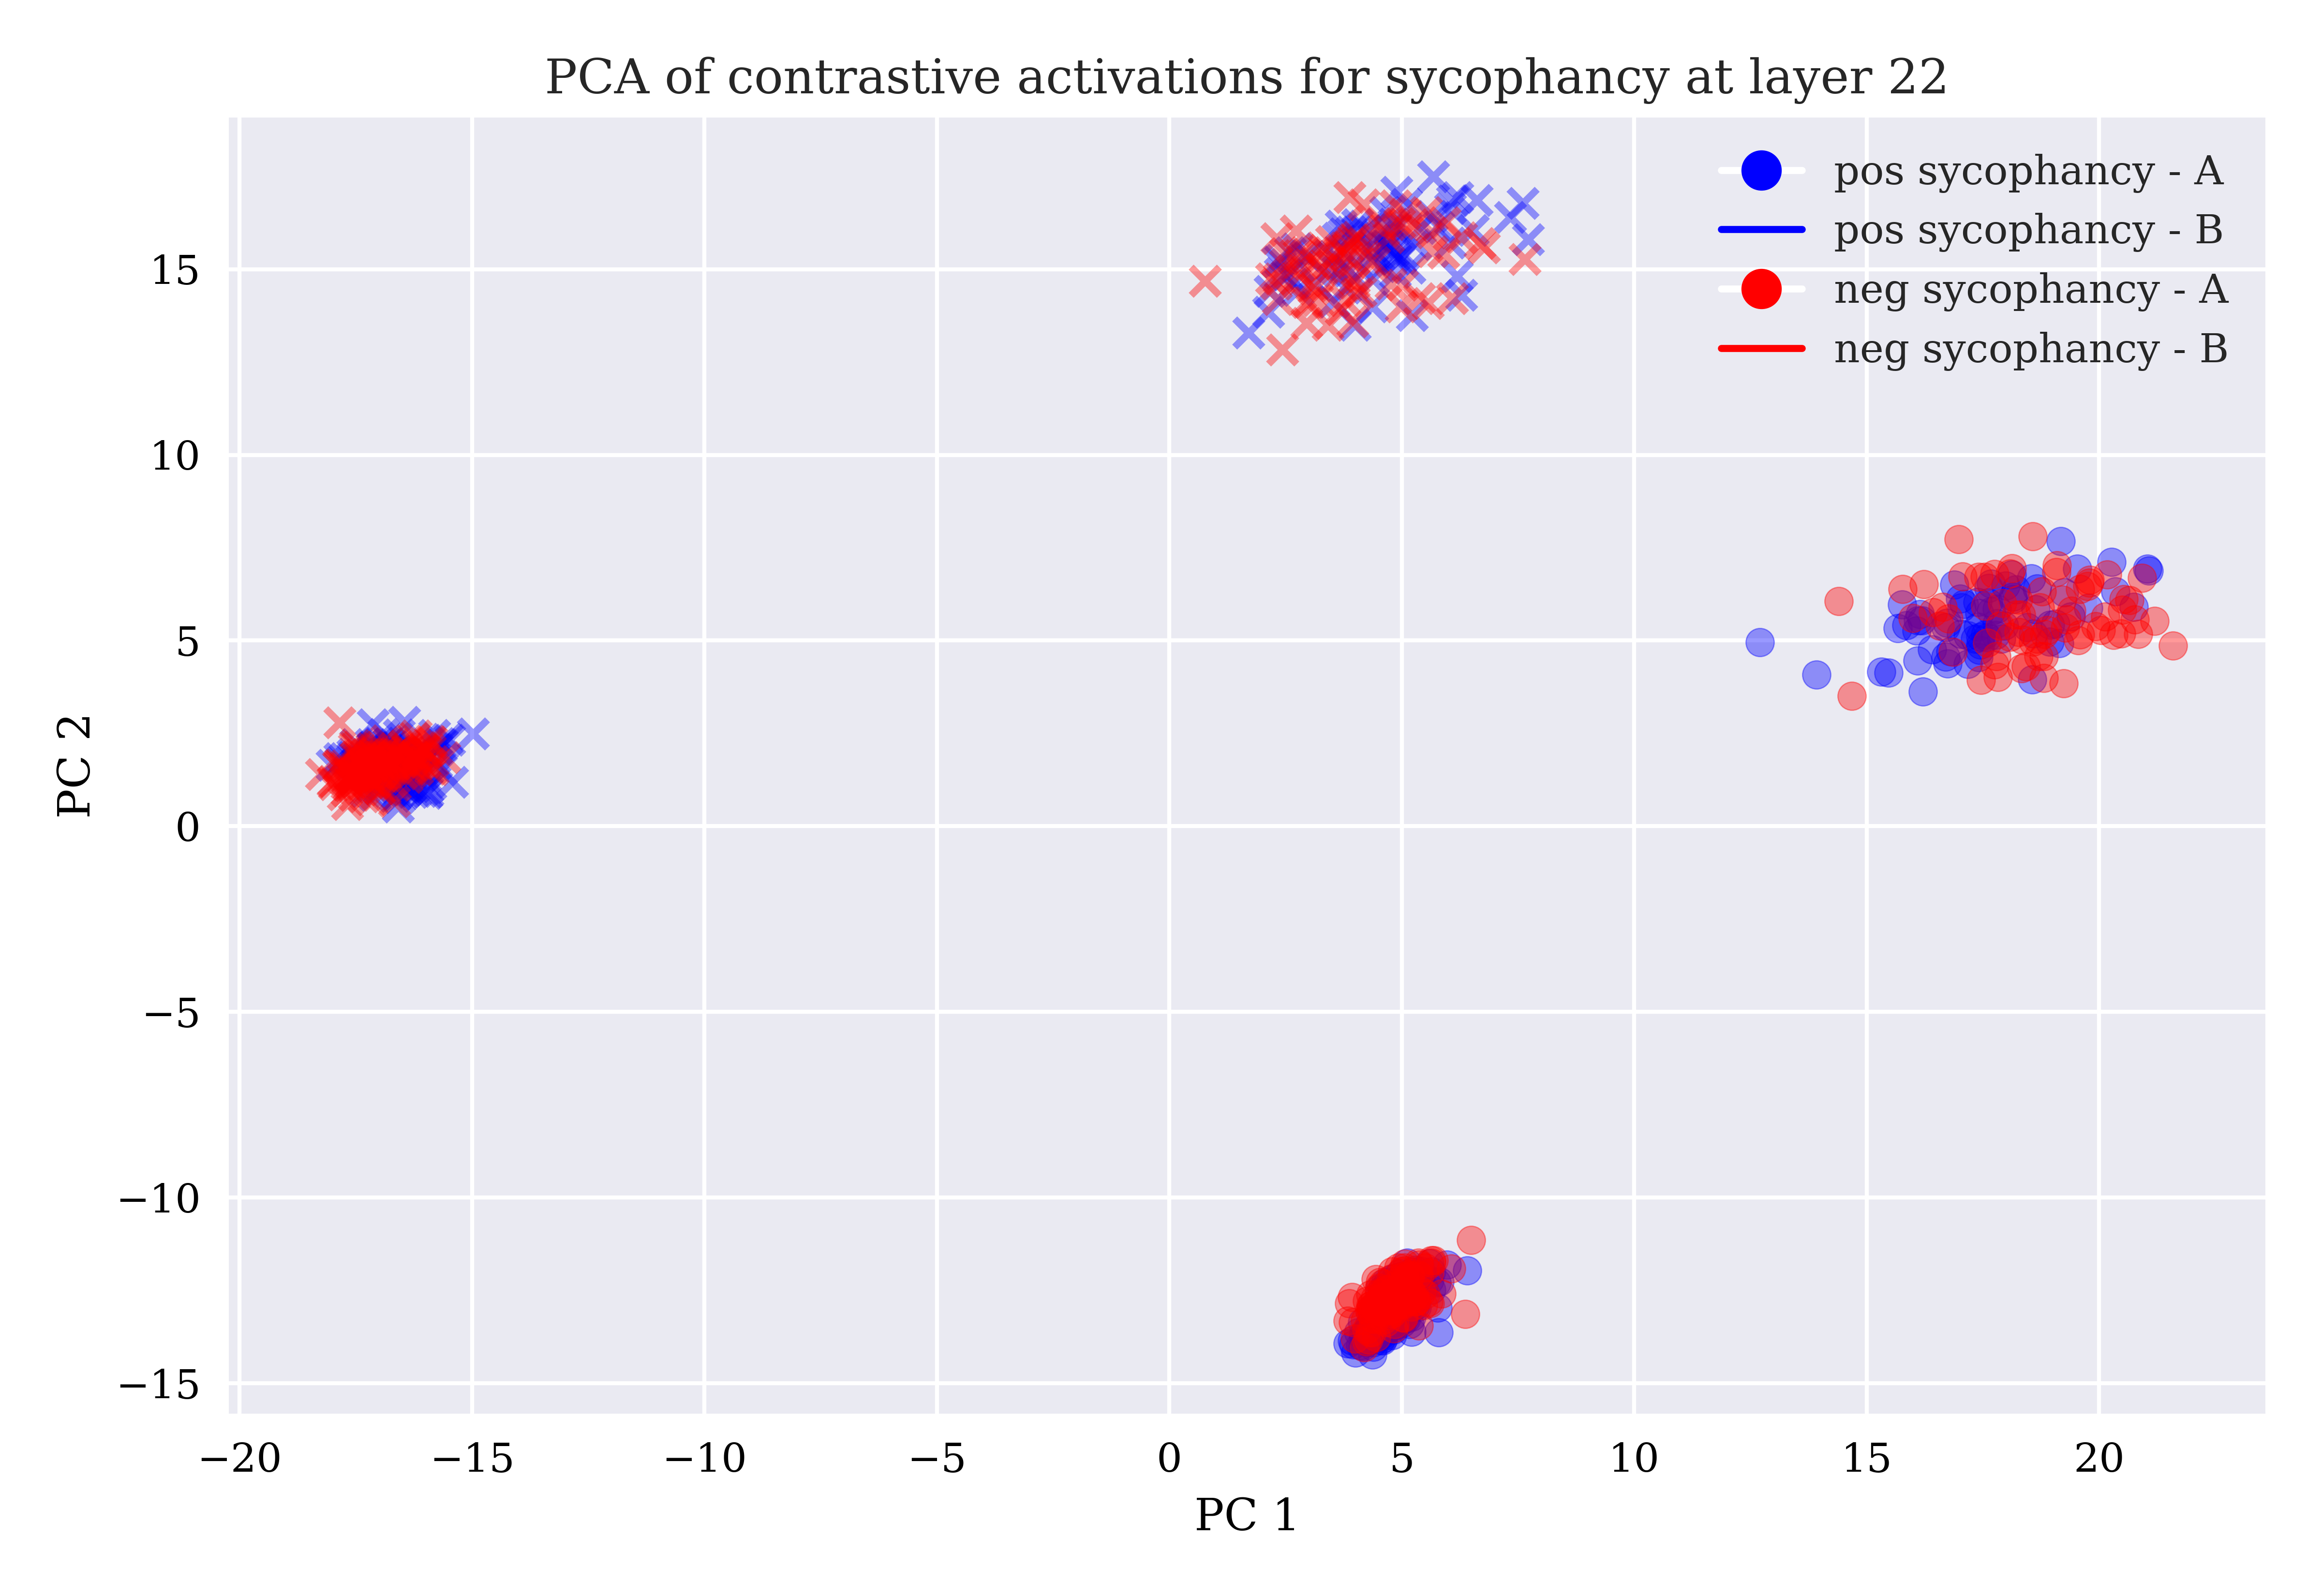 PCA of contrastive activations for sycophancy at layer 22
pos sycophancy - A
pos sycophancy - B
neg sycophancy - A
neg sycophancy - B
15
10
5
0
−5
−10
−15
PC 2
−20 −15 −10 −5 0 5 10 15 20
PC 1